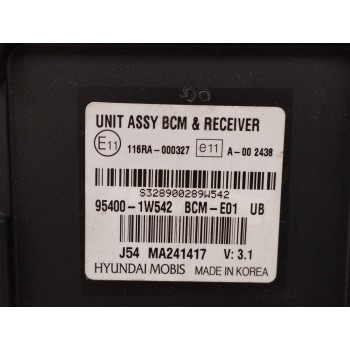 UNIT ASSY BCM & RECEIVER
E11 116RA-000327 e11 A-00 2438
S328900289W542
95400-1W542 BCM-E01 UB
J54 MA241417 V: 3.1
HYUNDAI MOBIS MADE IN KOREA